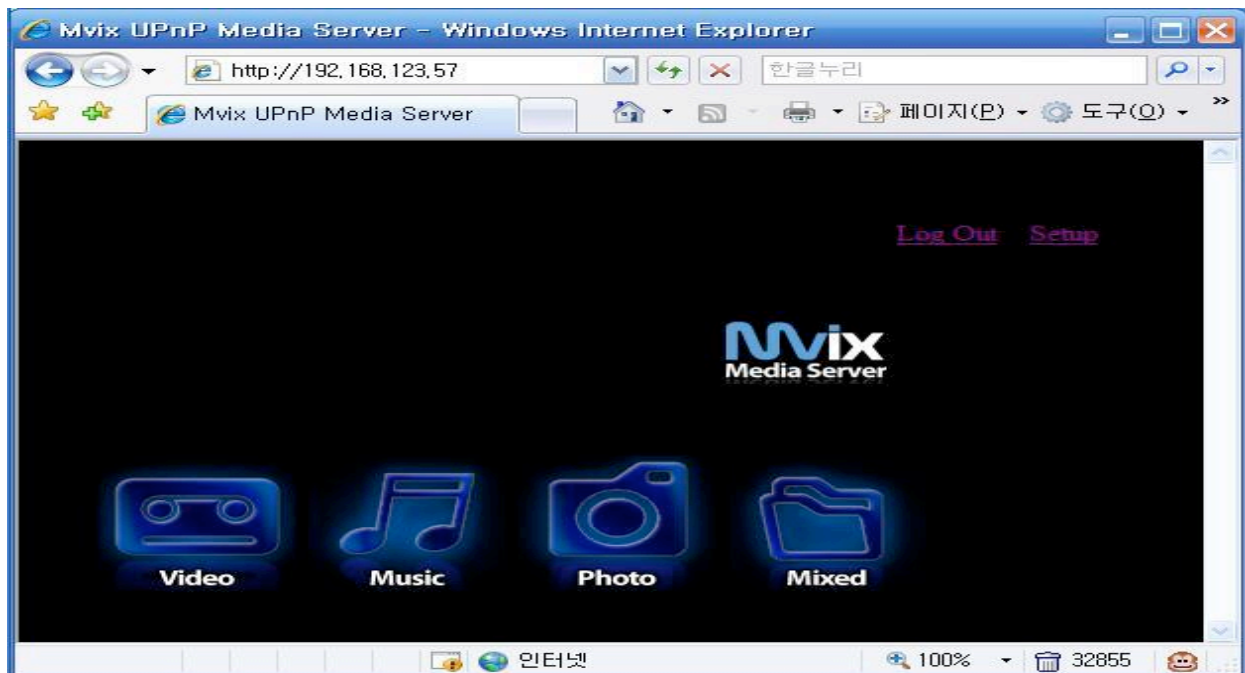 Mvix UPnP Media Server - Windows Internet Explorer
http://192,168,123,57
한글누리
Mvix UPnP Media Server
페이지(P)
도구(O)
Log Out Setup
Mvix
Media Server
Video Music Photo Mixed
인터넷
100%
32855